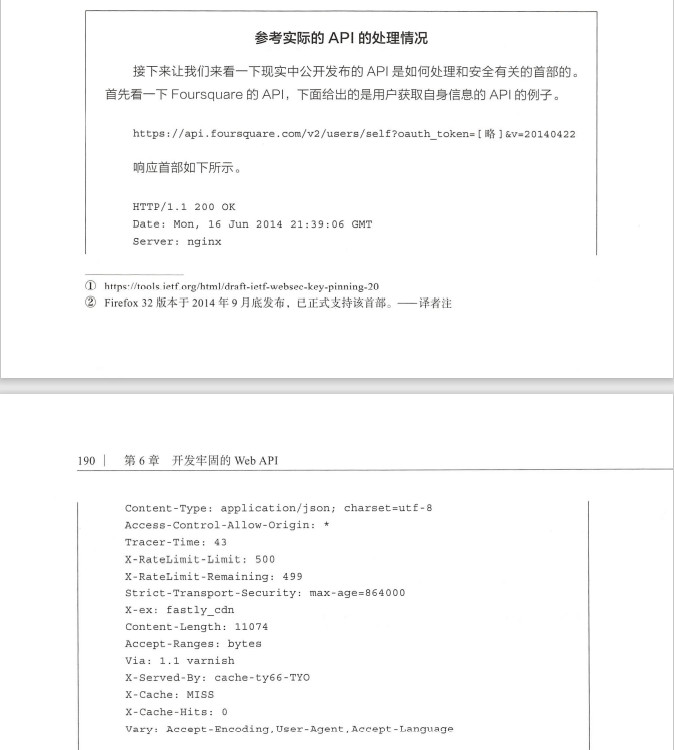 参考实际的 API 的处理情况
接下来让我们来看一下现实中公开发布的 API 是如何处理和安全有关的首部的。
首先看一下 Foursquare 的 API，下面给出的是用户获取自身信息的 API 的例子。
https://api.foursquare.com/v2/users/self?oauth_token=[略]&v=20140422
响应首部如下所示。
HTTP/1.1 200 OK
Date: Mon, 16 Jun 2014 21:39:06 GMT
Server: nginx
① https://tools.ietf.org/html/draft-ietf-websec-key-pinning-20
② Firefox 32 版本于 2014 年 9 月底发布，已正式支持该首部。——译者注
190 | 第 6 章 开发牢固的 Web API
Content-Type: application/json; charset=utf-8
Access-Control-Allow-Origin: *
Tracer-Time: 43
X-RateLimit-Limit: 500
X-RateLimit-Remaining: 499
Strict-Transport-Security: max-age=864000
X-ex: fastly_cdn
Content-Length: 11074
Accept-Ranges: bytes
Via: 1.1 varnish
X-Served-By: cache-ty66-TYO
X-Cache: MISS
X-Cache-Hits: 0
Vary: Accept-Encoding,User-Agent,Accept-Language